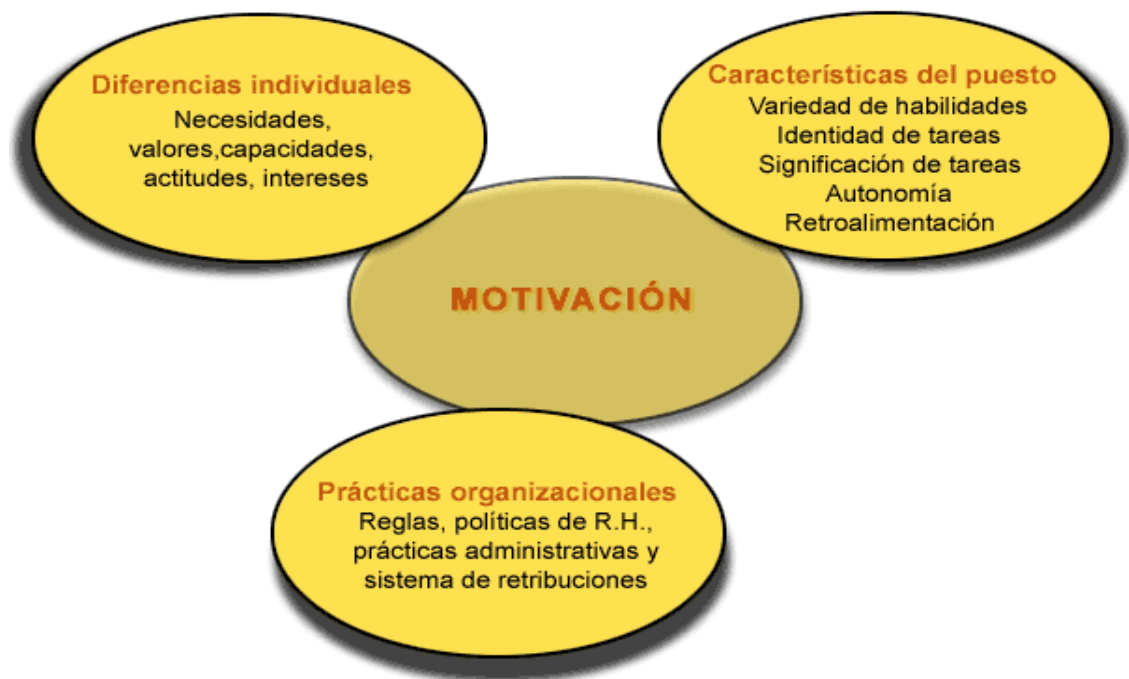 Diferencias individuales
Necesidades,
valores,capacidades,
actitudes, intereses
Características del puesto
Variedad de habilidades
Identidad de tareas
Significación de tareas
Autonomía
Retroalimentación
MOTIVACIÓN
Prácticas organizacionales
Reglas, políticas de R.H.,
prácticas administrativas y
sistema de retribuciones